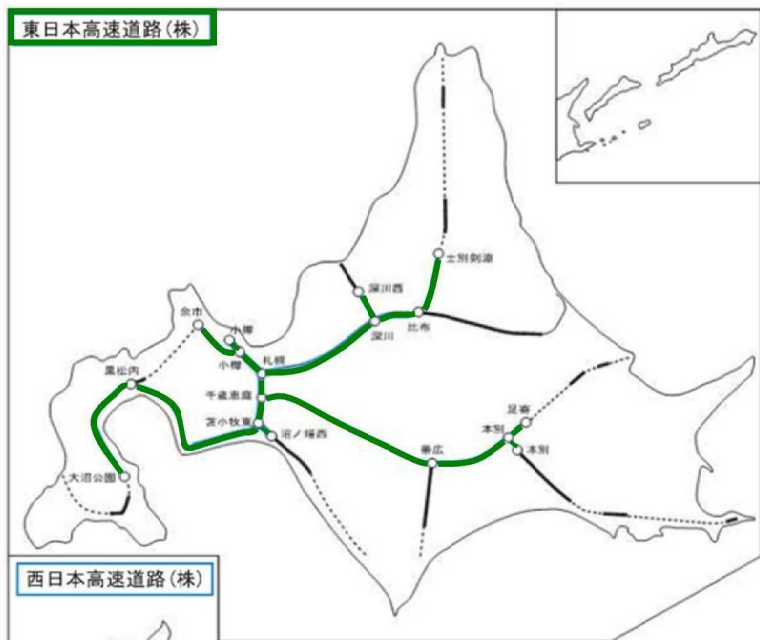 東日本高速道路(株)
士別剣淵
深川西
深川
比布
余市
小樽
小樽
札幌
黒松内
千歳恵庭
苫小牧東
沼ノ端西
足寄
本別
本別
帯広
大沼公園
西日本高速道路(株)